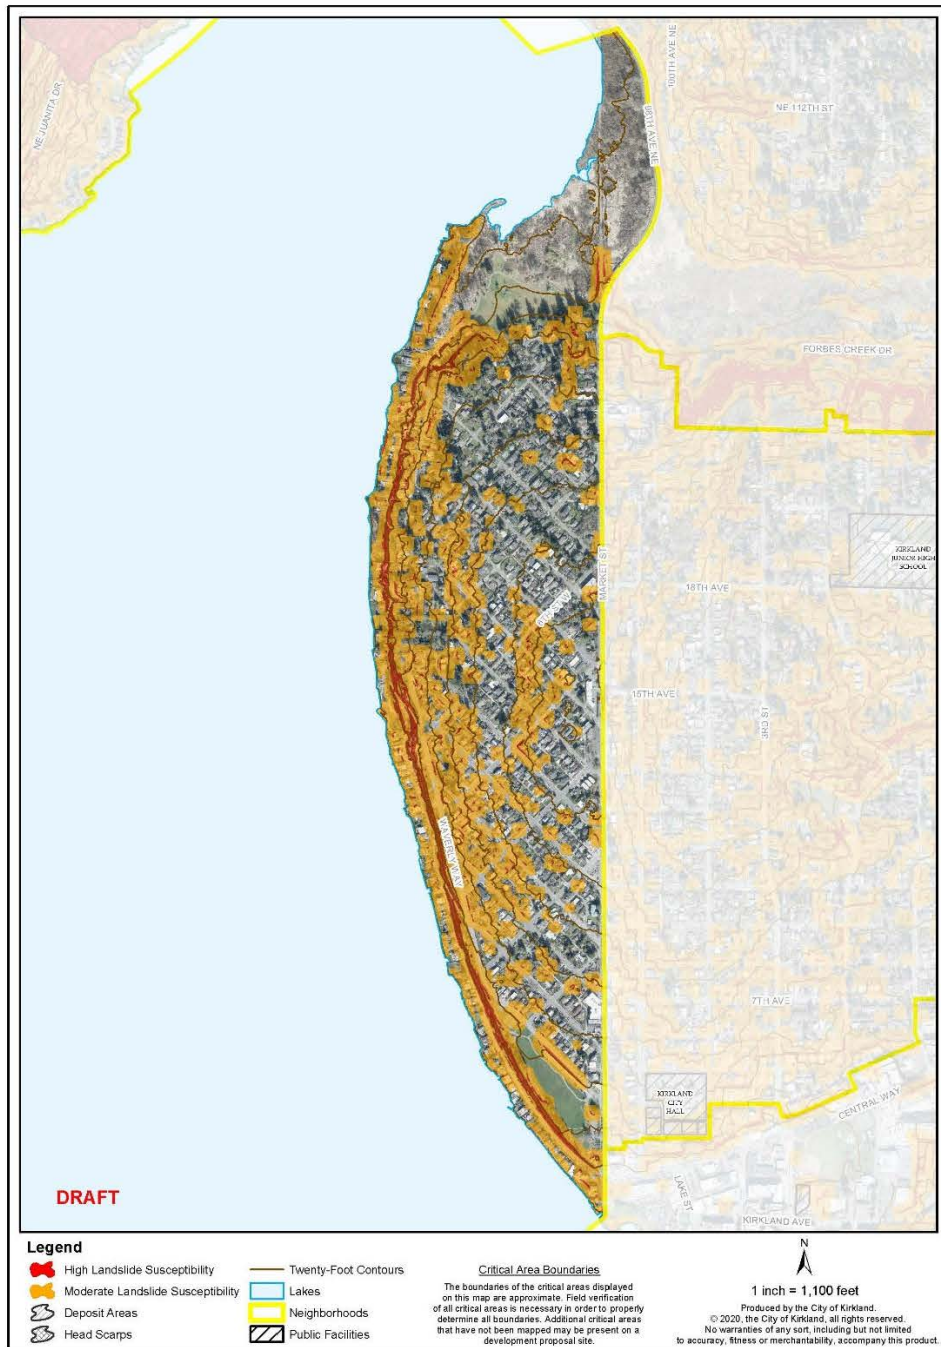 NE JUANITA DR
100TH AVE NE
98TH AVE NE
NE 112TH ST
FORBES CREEK DR
KIRKLAND
JUNIOR HIGH
SCHOOL
MARKET ST
18TH AVE
6TH ST W
15TH AVE
3RD ST
WAVERLY WAY
7TH AVE
KIRKLAND
CITY
HALL
CENTRAL WAY
LAKE ST
KIRKLAND AVE
DRAFT
Legend
High Landslide Susceptibility
Moderate Landslide Susceptibility
Deposit Areas
Head Scarps
Twenty-Foot Contours
Lakes
Neighborhoods
Public Facilities
Critical Area Boundaries
The boundaries of the critical areas displayed
on this map are approximate. Field verification
of all critical areas is necessary in order to properly
determine all boundaries. Additional critical areas
that have not been mapped may be present on a
development proposal site.
N
1 inch = 1,100 feet
Produced by the City of Kirkland.
© 2020, the City of Kirkland, all rights reserved.
No warranties of any sort, including but not limited
to accuracy, fitness or merchantability, accompany this product.